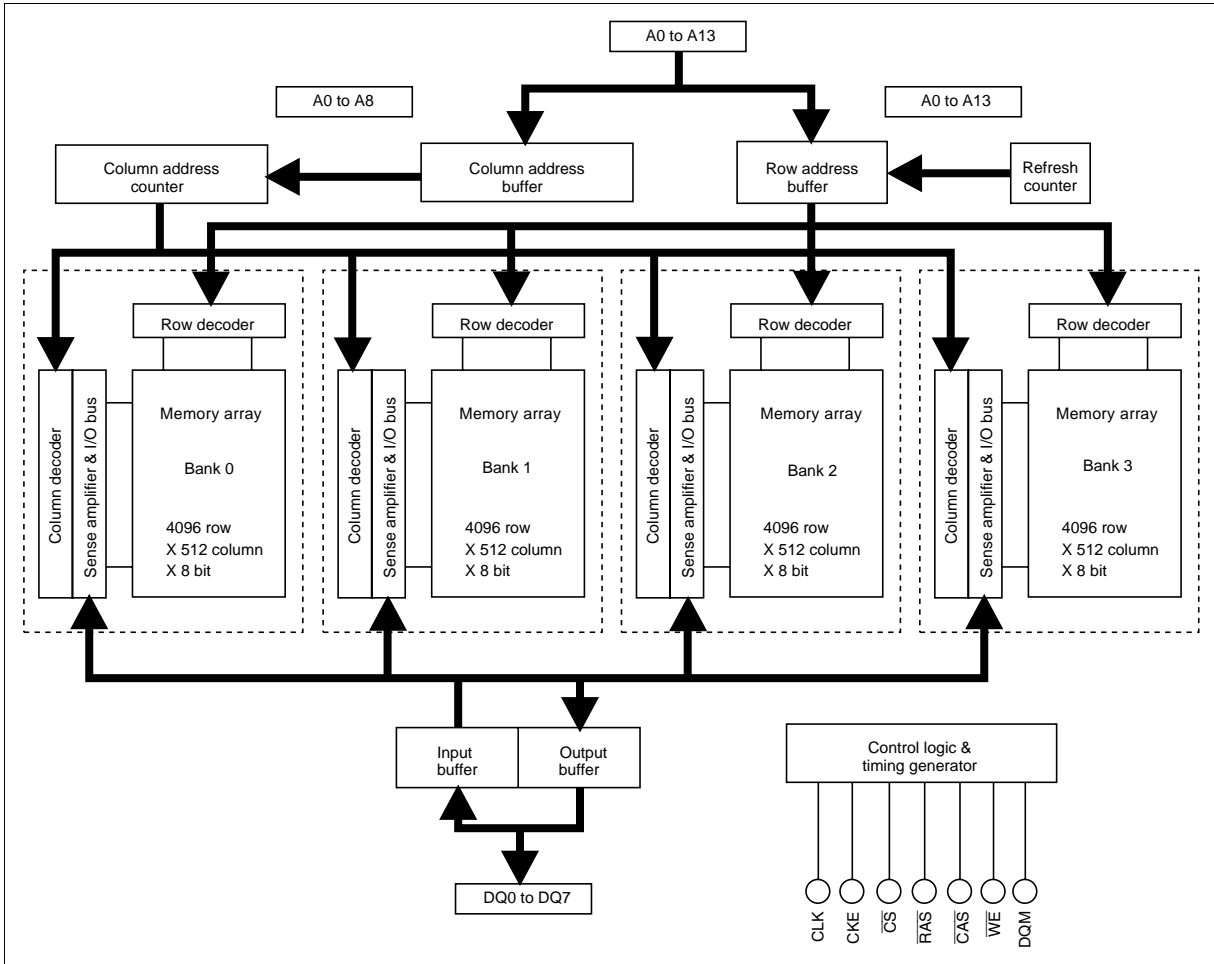 A0 to A13
A0 to A8
A0 to A13
Column address
counter
Column address
buffer
Row address
buffer
Refresh
counter
Row decoder
Row decoder
Row decoder
Row decoder
Column decoder
Sense amplifier & I/O bus
Memory array
Bank 0
4096 row
X 512 column
X 8 bit
Column decoder
Sense amplifier & I/O bus
Memory array
Bank 1
4096 row
X 512 column
X 8 bit
Column decoder
Sense amplifier & I/O bus
Memory array
Bank 2
4096 row
X 512 column
X 8 bit
Column decoder
Sense amplifier & I/O bus
Memory array
Bank 3
4096 row
X 512 column
X 8 bit
Input
buffer
Output
buffer
Control logic &
timing generator
DQ0 to DQ7
CLK
CKE
C̅S̅
R̅A̅S̅
C̅A̅S̅
W̅E̅
DQM